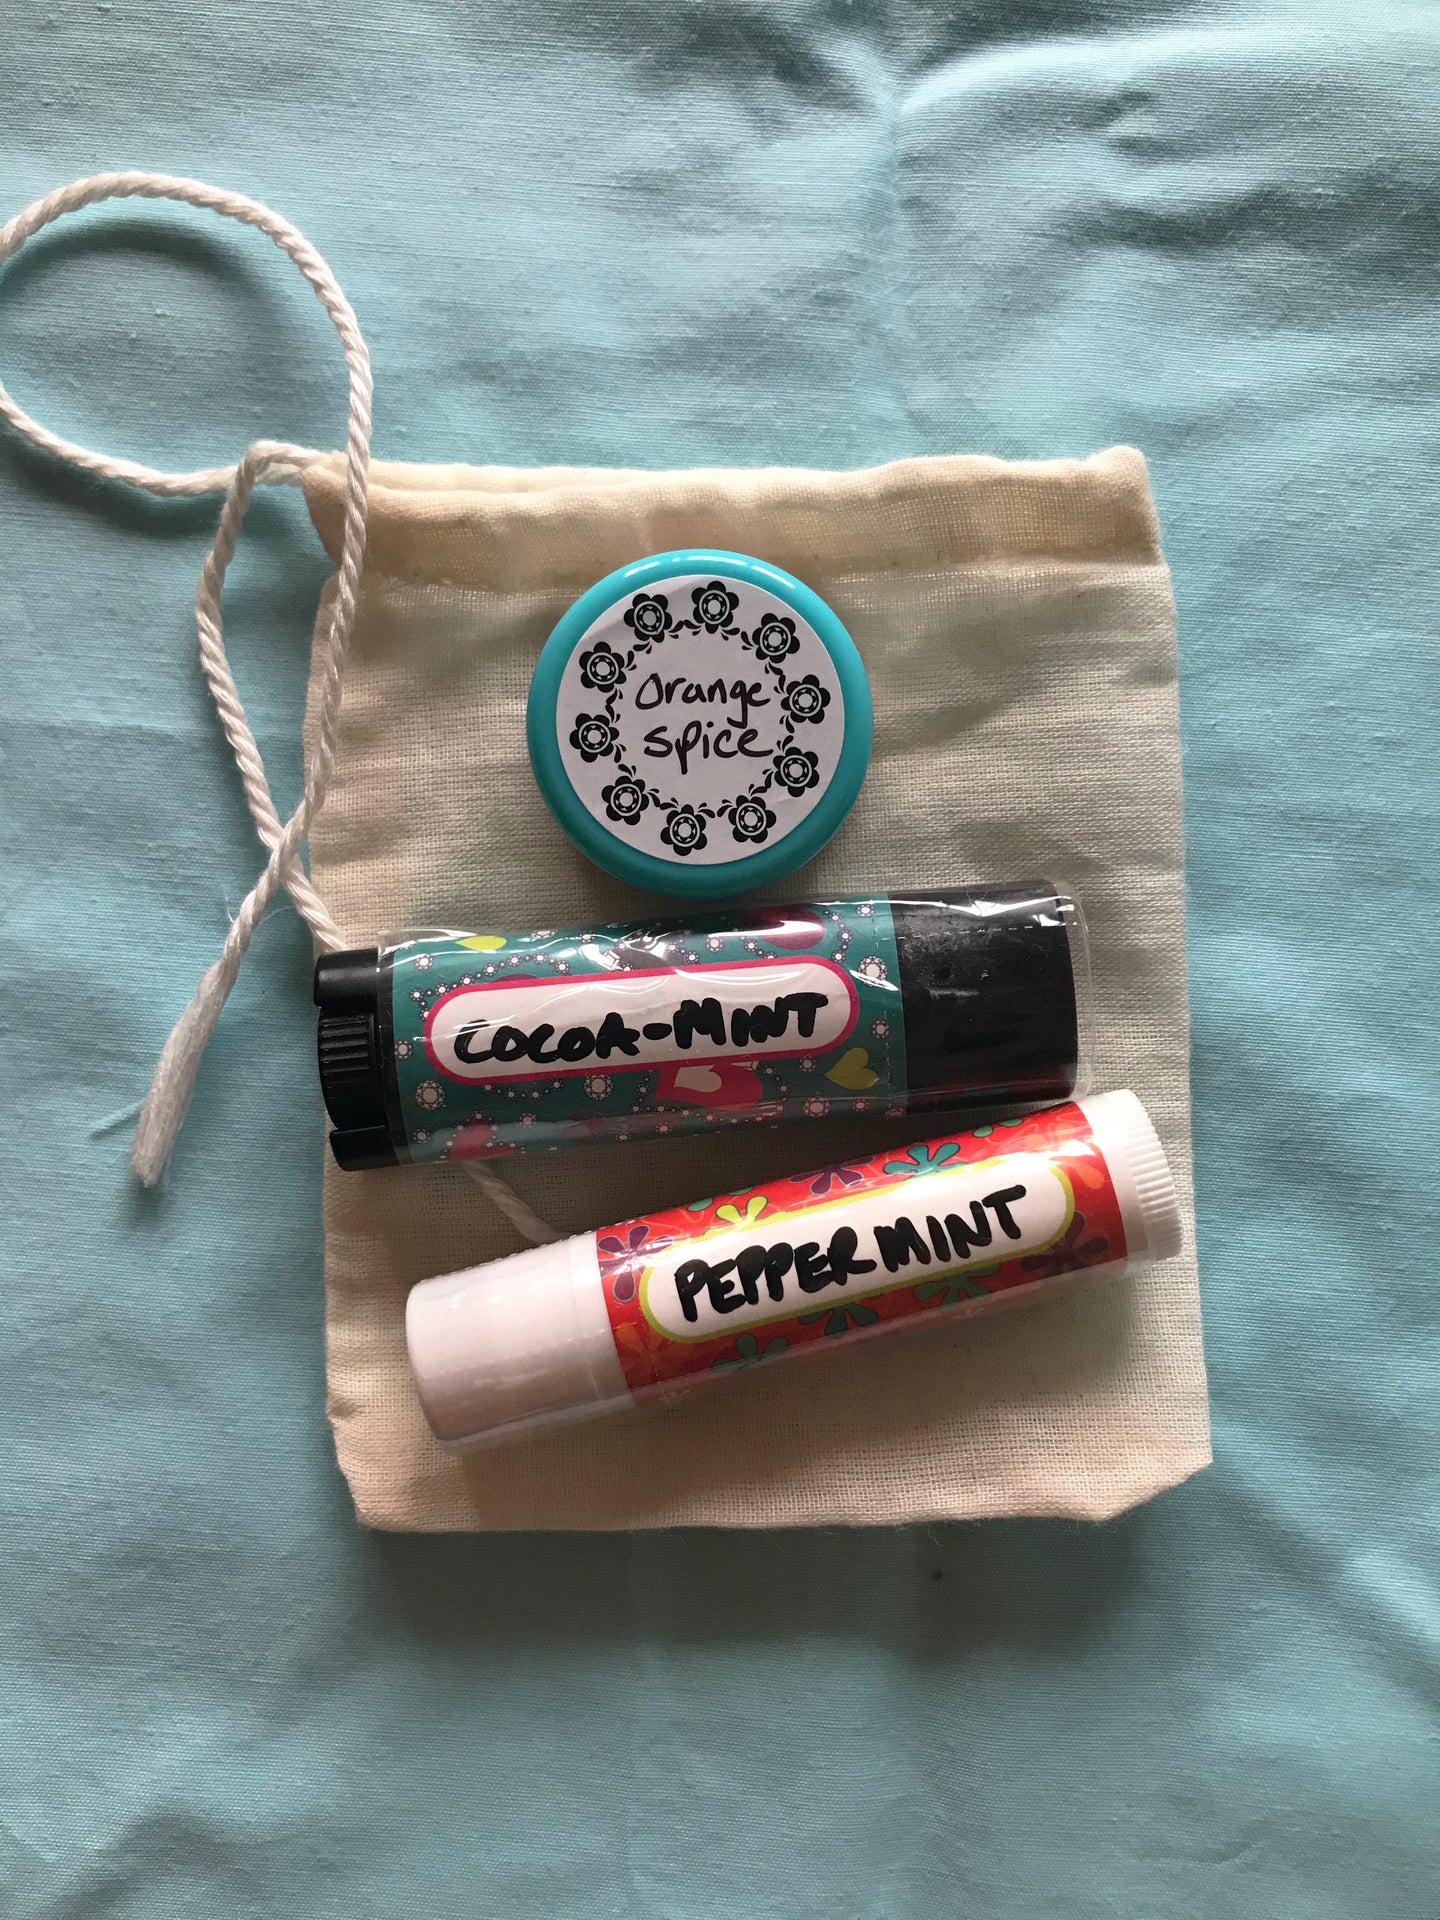 Orange
Spice
COCOA-MINT
PEPPERMINT